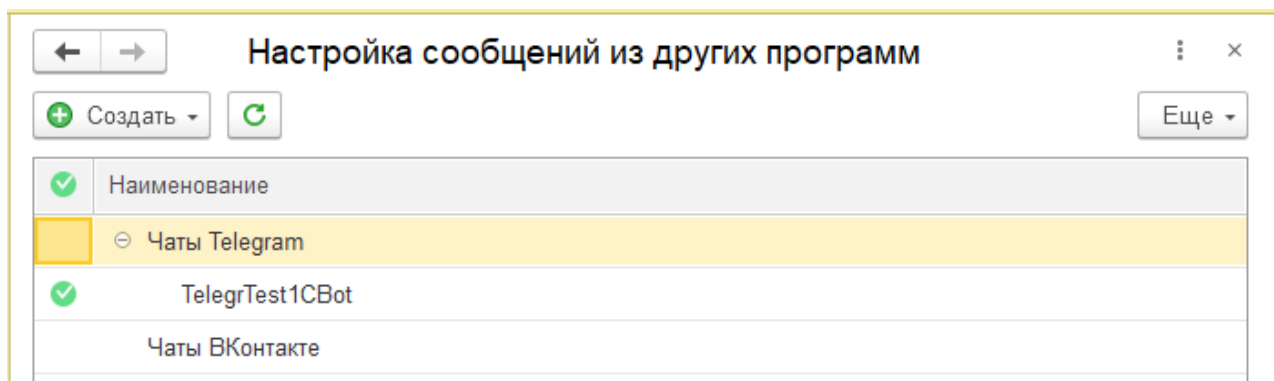 Настройка сообщений из других программ
Создать
Еще
Наименование
Чаты Telegram
TelegrTest1CBot
Чаты ВКонтакте